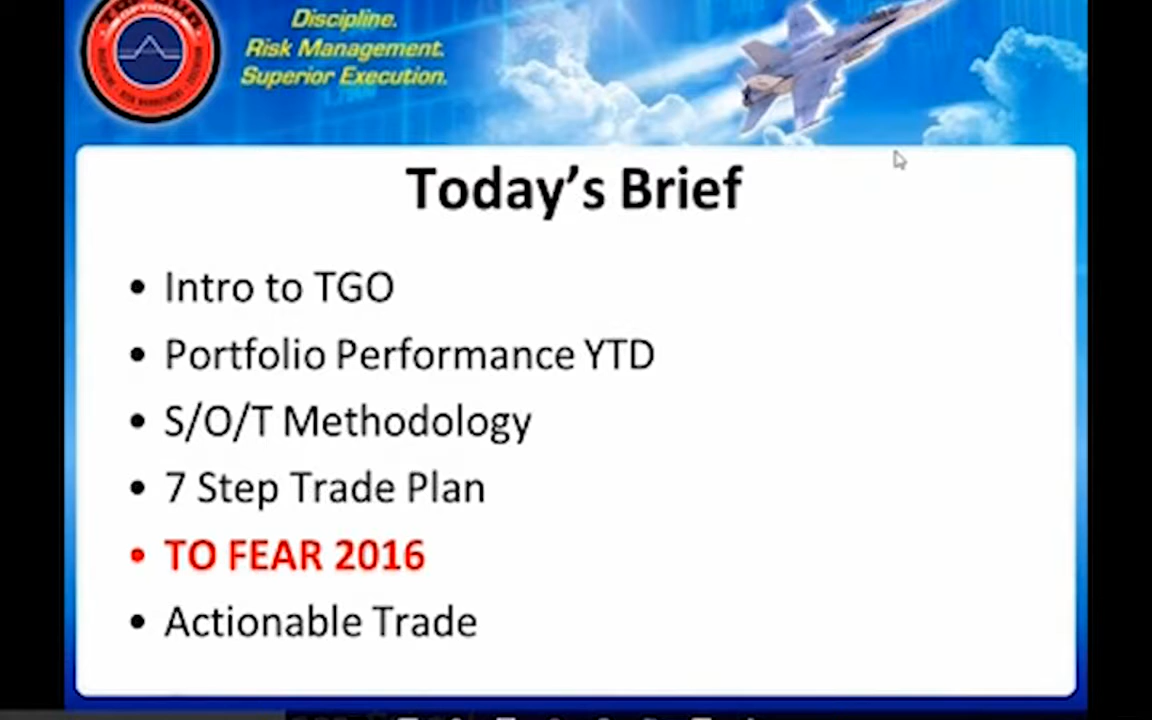 OPTIONS
Discipline.
Risk Management.
Superior Execution.
Today's Brief
• Intro to TGO
• Portfolio Performance YTD
• S/O/T Methodology
• 7 Step Trade Plan
• TO FEAR 2016
• Actionable Trade